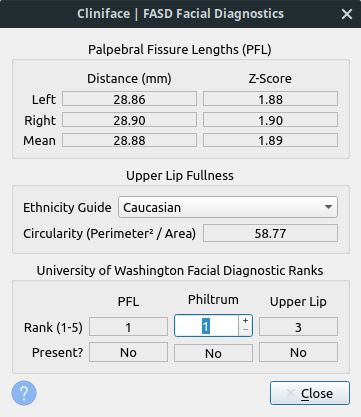 Cliniface | FASD Facial Diagnostics
Palpebral Fissure Lengths (PFL)
Distance (mm) Z-Score
Left 28.86 1.88
Right 28.90 1.90
Mean 28.88 1.89
Upper Lip Fullness
Ethnicity Guide Caucasian
Circularity (Perimeter² / Area) 58.77
University of Washington Facial Diagnostic Ranks
PFL Philtrum Upper Lip
Rank (1-5) 1 1 3
Present? No No No
? Close